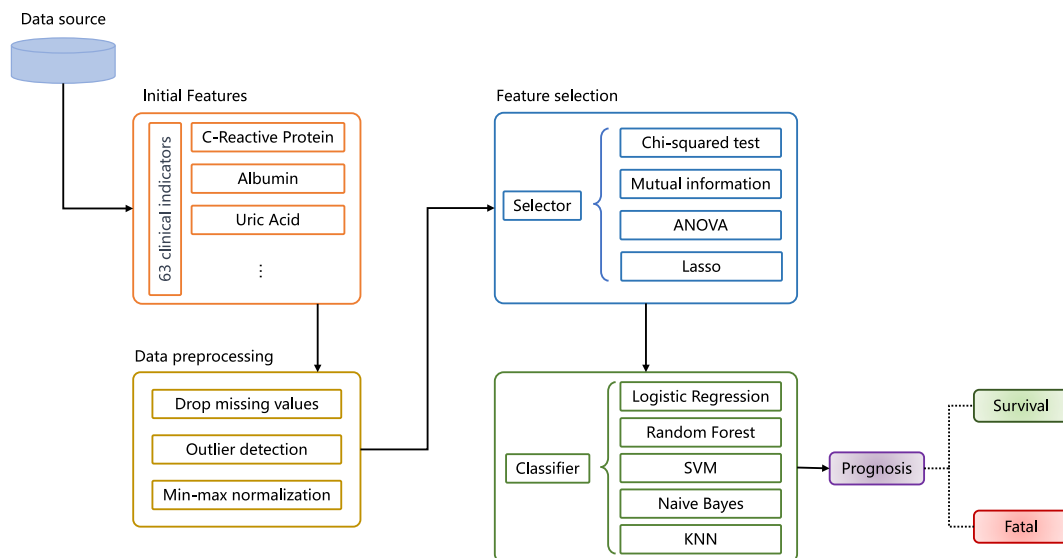 Data source
Initial Features
63 clinical indicators
C-Reactive Protein
Albumin
Uric Acid
...
Data preprocessing
Drop missing values
Outlier detection
Min-max normalization
Feature selection
Selector
Chi-squared test
Mutual information
ANOVA
Lasso
Classifier
Logistic Regression
Random Forest
SVM
Naive Bayes
KNN
Prognosis
Survival
Fatal